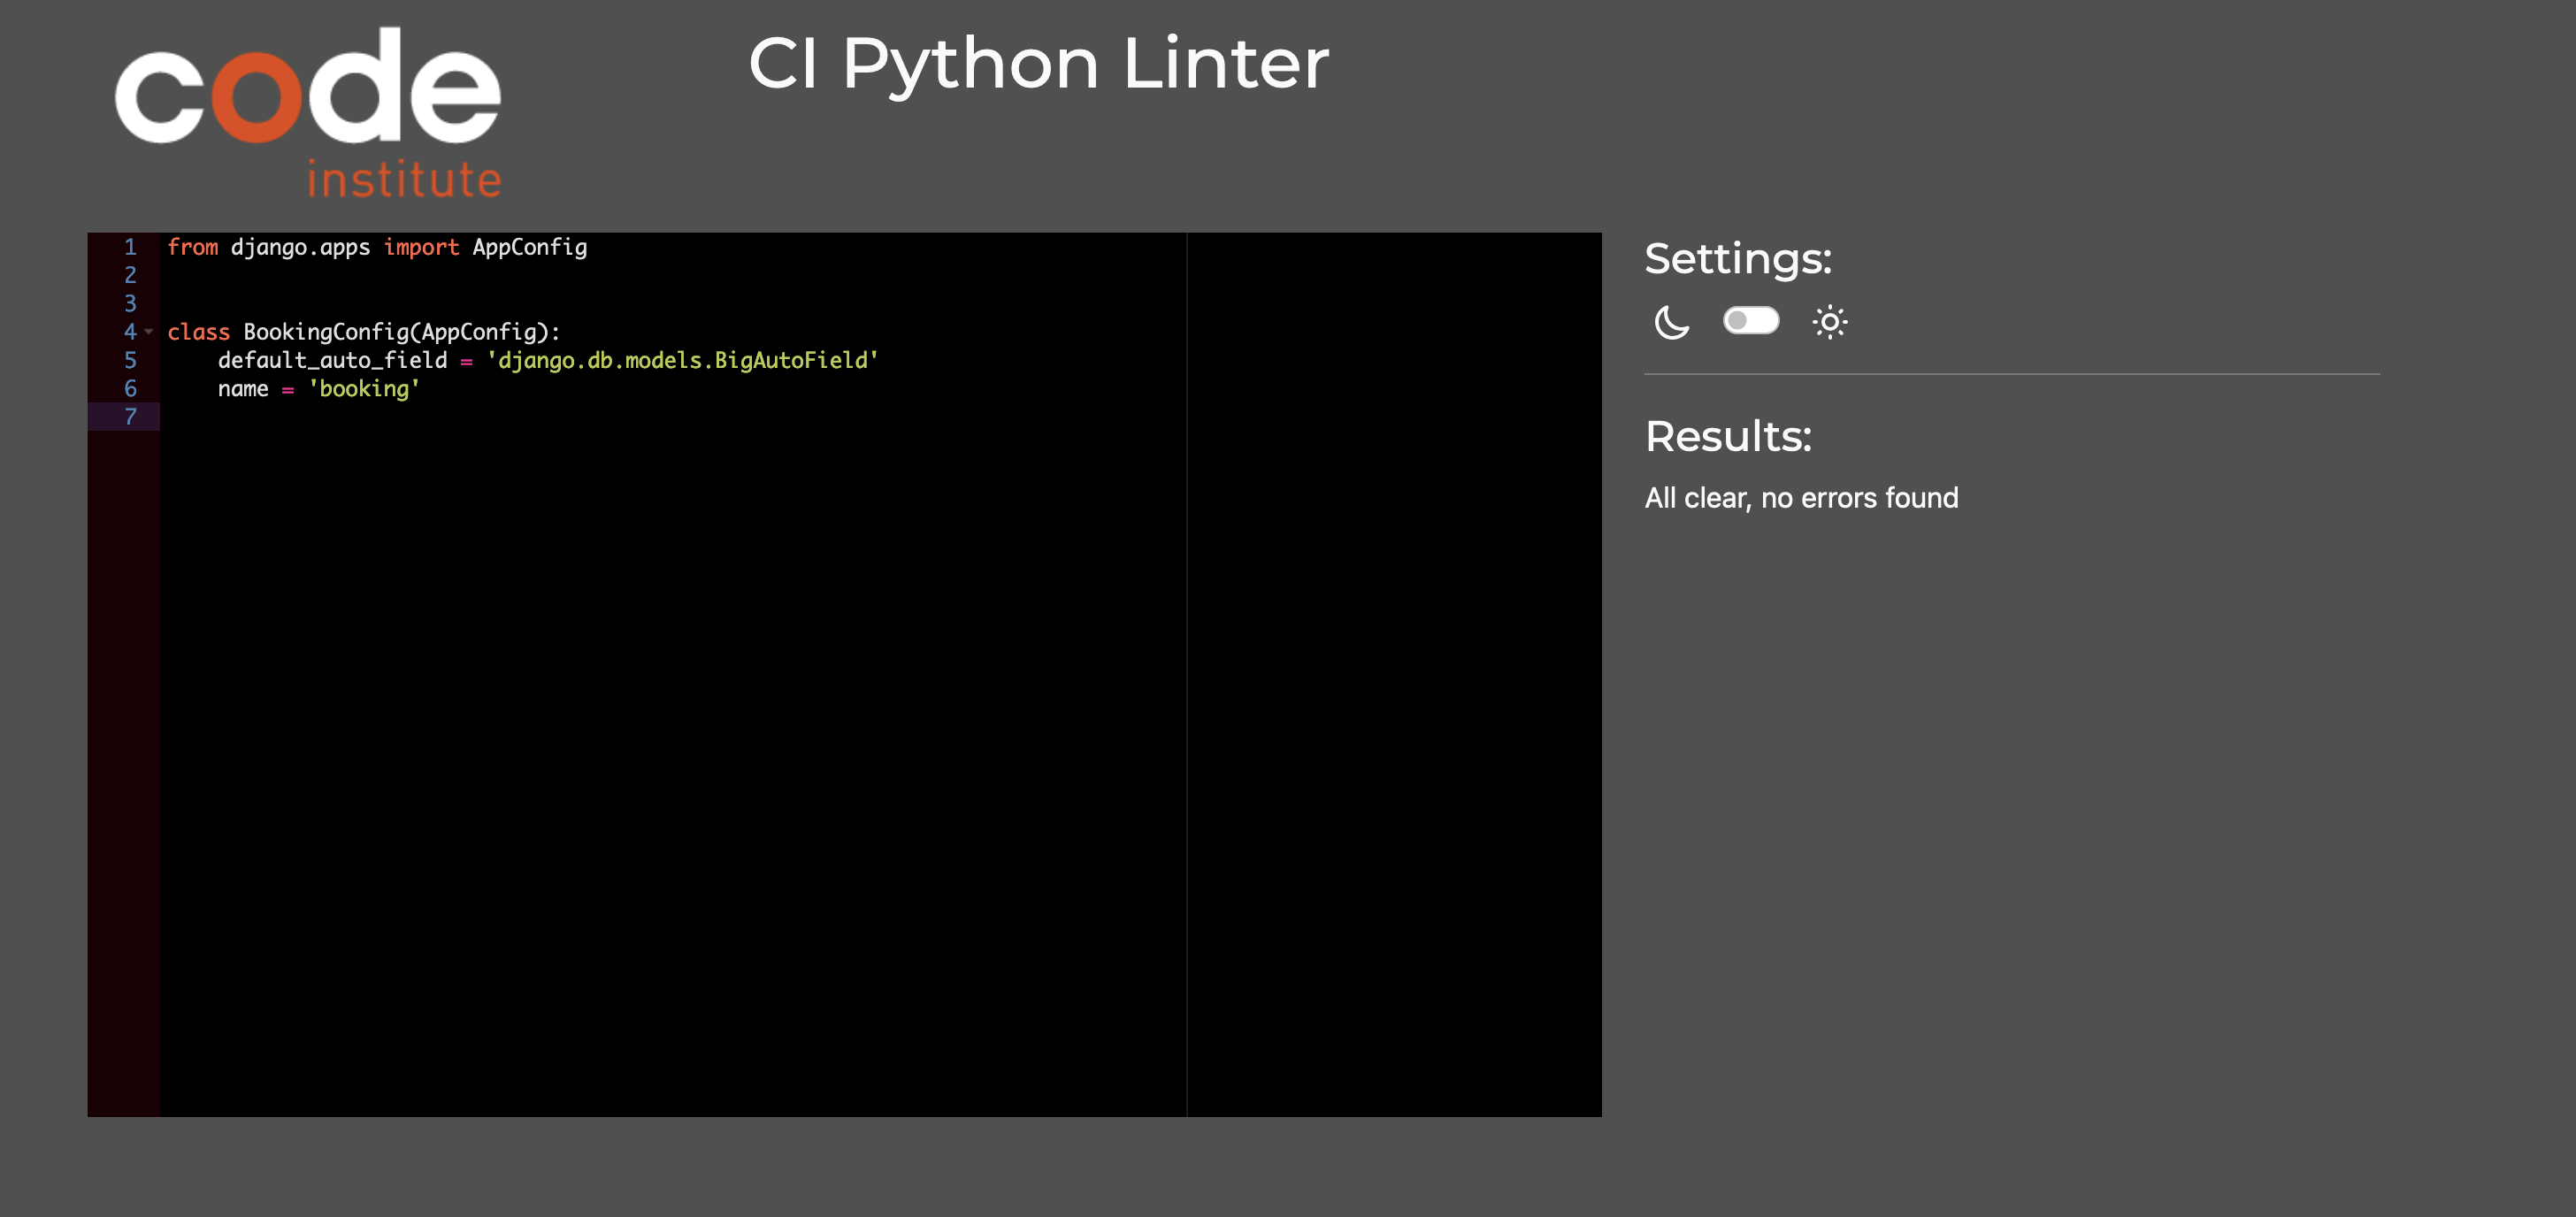 code
institute
CI Python Linter
1 from django.apps import AppConfig
2
3
4 class BookingConfig(AppConfig):
5     default_auto_field = 'django.db.models.BigAutoField'
6     name = 'booking'
7
Settings:
Results:
All clear, no errors found